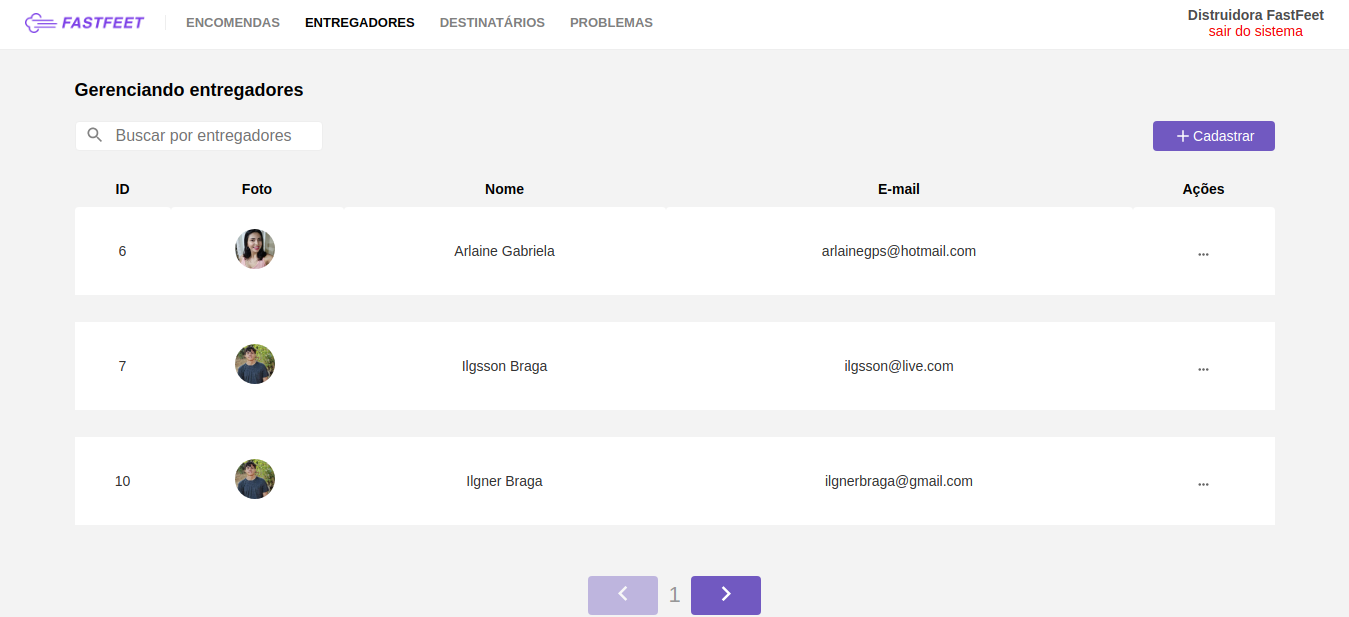 FASTFEET ENCOMENDAS ENTREGADORES DESTINATÁRIOS PROBLEMAS Distruidora FastFeet
sair do sistema
Gerenciando entregadores
Buscar por entregadores + Cadastrar
ID Foto Nome E-mail Ações
6 Arlaine Gabriela arlainegps@hotmail.com ...
7 Ilgsson Braga ilgsson@live.com ...
10 Ilgner Braga ilgnerbraga@gmail.com ...
1